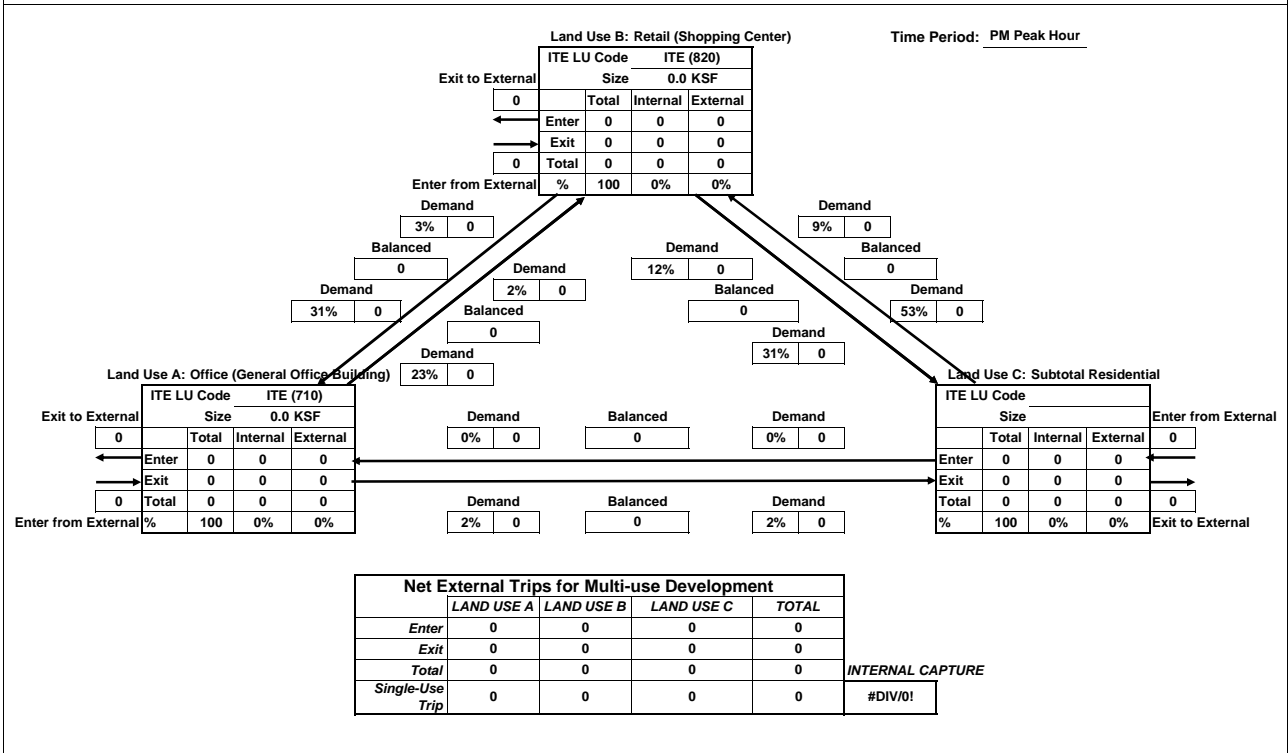 Land Use B: Retail (Shopping Center)
Time Period: PM Peak Hour
ITE LU Code ITE (820)
Exit to External Size 0.0 KSF
0 Total Internal External
Enter 0 0 0
Exit 0 0 0
0 Total 0 0 0
Enter from External % 100 0% 0%
Demand Demand
3% 0 9% 0
Balanced Demand Balanced
0 12% 0 0
Demand
2% 0
Demand Balanced Demand
31% 0 0 53% 0
Balanced
0
Demand
31% 0
Demand
23% 0
Land Use A: Office (General Office Building)
Land Use C: Subtotal Residential
ITE LU Code ITE (710) ITE LU Code
Exit to External Size 0.0 KSF Demand Balanced Demand Size Enter from External
0 Total Internal External 0% 0 0 0% 0 Total Internal External 0
Enter 0 0 0 Enter 0 0 0
Exit 0 0 0 Exit 0 0 0
0 Total 0 0 0 Demand Balanced Demand Total 0 0 0 0
Enter from External % 100 0% 0% 2% 0 0 2% 0 % 100 0% 0% Exit to External
Net External Trips for Multi-use Development
LAND USE A LAND USE B LAND USE C TOTAL
Enter 0 0 0 0
Exit 0 0 0 0
Total 0 0 0 0 INTERNAL CAPTURE
Single-Use
Trip 0 0 0 0 #DIV/0!